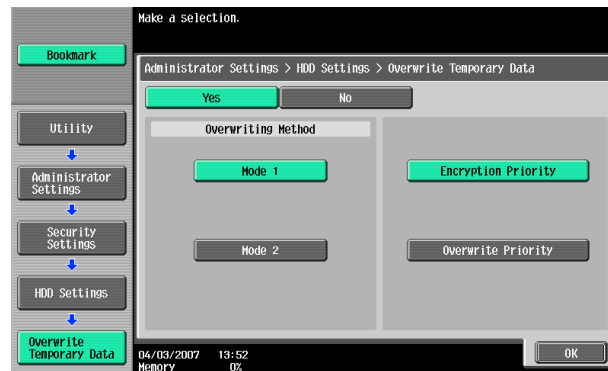 Make a selection.
Bookmark
Administrator Settings > HDD Settings > Overwrite Temporary Data
Yes
No
Utility
Administrator
Settings
Security
Settings
HDD Settings
Overwrite
Temporary Data
Overwriting Method
Mode 1
Mode 2
Encryption Priority
Overwrite Priority
04/03/2007 13:52
Memory 0%
OK